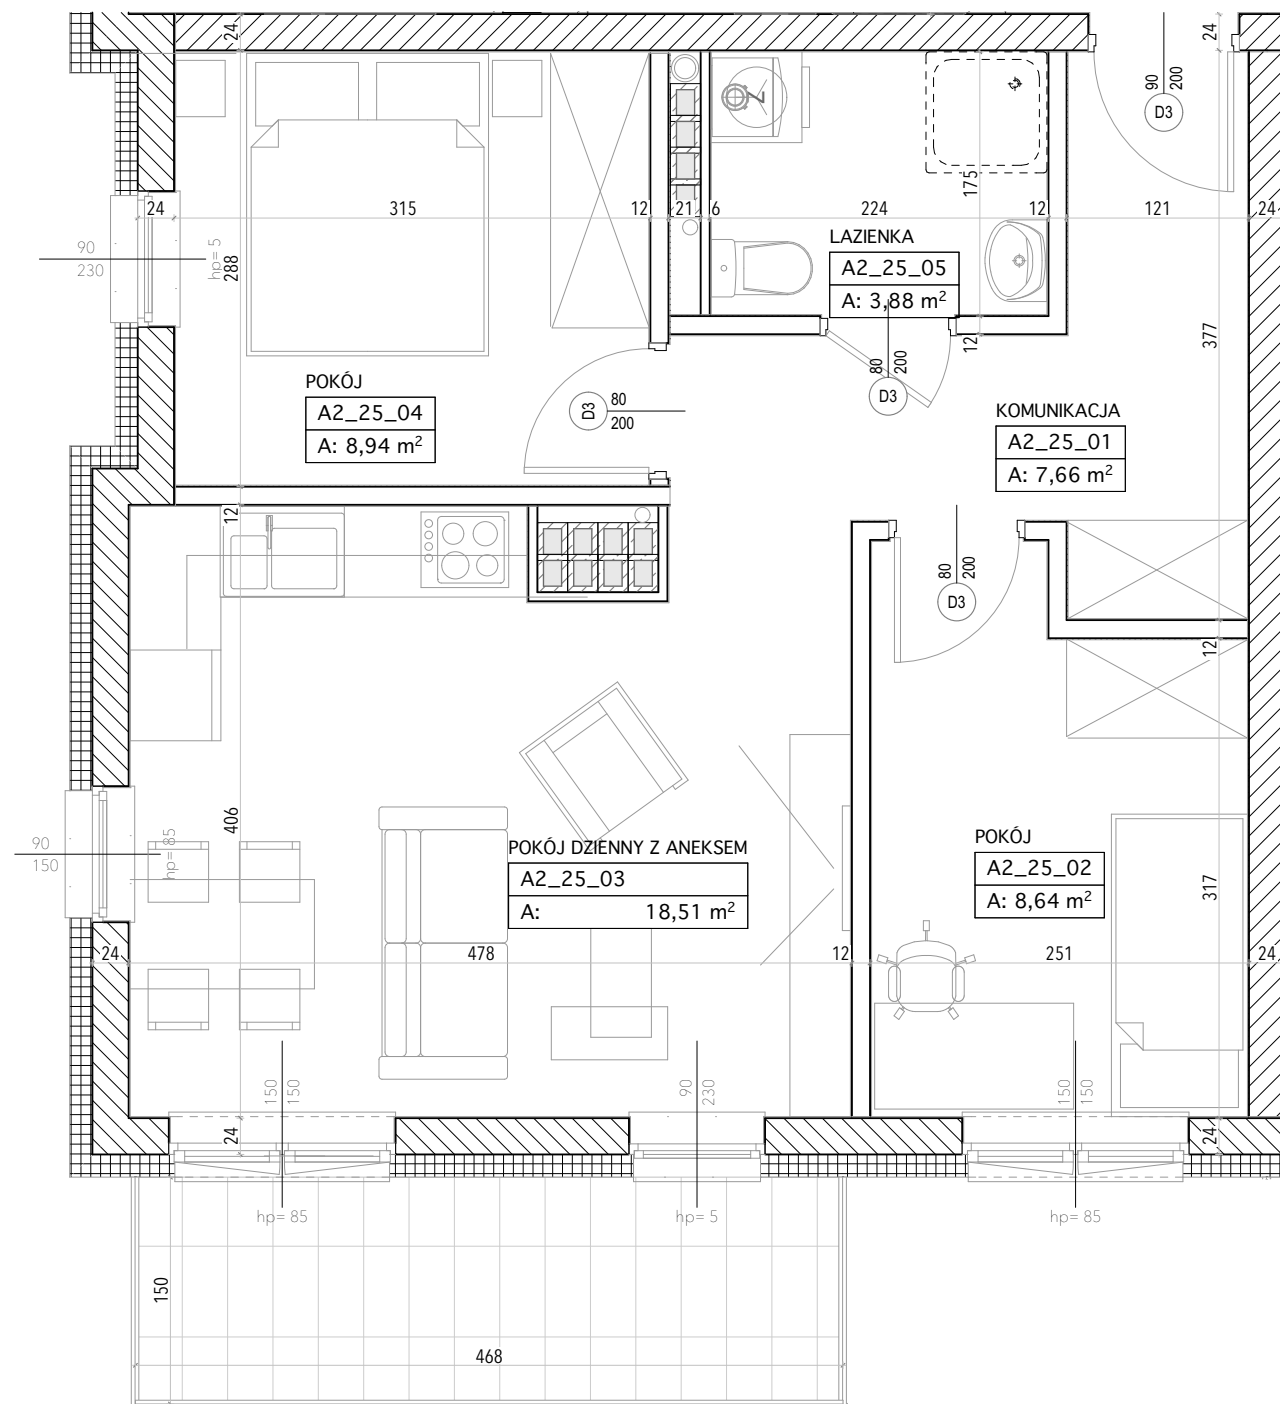 24
24
90
200
D3
175
24
315
12
21
6
224
12
121
24
90
230
hp= 5
288
LAZIENKA
A2_25_05
A: 3,88 m²
377
12
80
200
D3
POKÓJ
A2_25_04
A: 8,94 m²
D3
80
200
KOMUNIKACJA
A2_25_01
A: 7,66 m²
12
80
200
D3
12
406
90
150
hp= 85
POKÓJ DZIENNY Z ANEKSEM
A2_25_03
A: 18,51 m²
POKÓJ
A2_25_02
A: 8,64 m²
317
24
478
12
251
24
150
150
90
230
150
150
24
24
hp= 85
hp= 5
hp= 85
150
468
Z